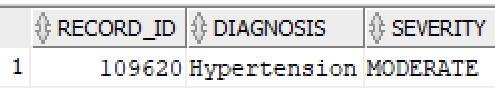 RECORD_ID DIAGNOSIS SEVERITY
1 109620 Hypertension MODERATE